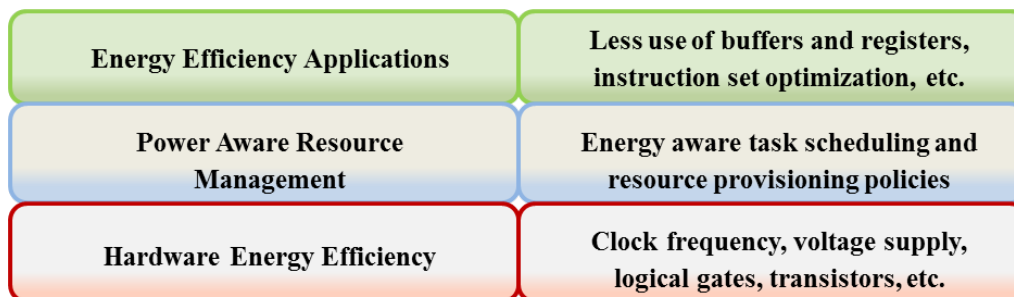 Energy Efficiency Applications
Less use of buffers and registers,
instruction set optimization, etc.
Power Aware Resource
Management
Energy aware task scheduling and
resource provisioning policies
Hardware Energy Efficiency
Clock frequency, voltage supply,
logical gates, transistors, etc.